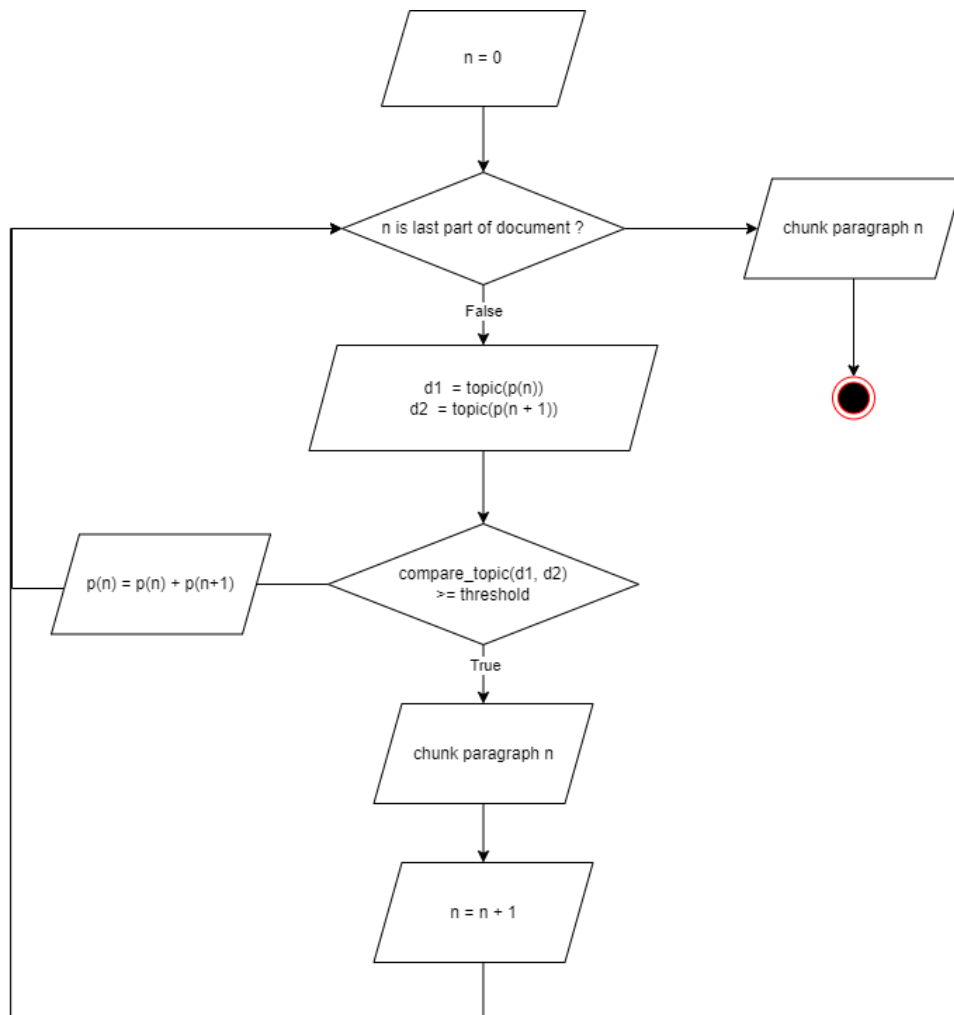 n = 0
n is last part of document ?
chunk paragraph n
False
d1 = topic(p(n))
d2 = topic(p(n + 1))
p(n) = p(n) + p(n+1)
compare_topic(d1, d2)
>= threshold
True
chunk paragraph n
n = n + 1